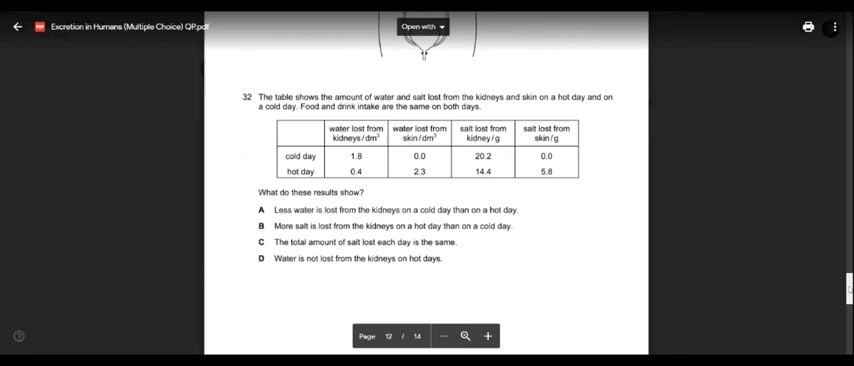 Excretion in Humans (Multiple Choice) QP.pdf
Open with
32 The table shows the amount of water and salt lost from the kidneys and skin on a hot day and on
a cold day. Food and drink intake are the same on both days.
water lost from kidneys / dm³ water lost from skin / dm³ salt lost from kidney / g salt lost from skin / g
cold day 1.8 0.0 20.2 0.0
hot day 0.4 2.3 14.4 5.8
What do these results show?
A Less water is lost from the kidneys on a cold day than on a hot day.
B More salt is lost from the kidneys on a hot day than on a cold day.
C The total amount of salt lost each day is the same.
D Water is not lost from the kidneys on hot days.
Page 12 / 14